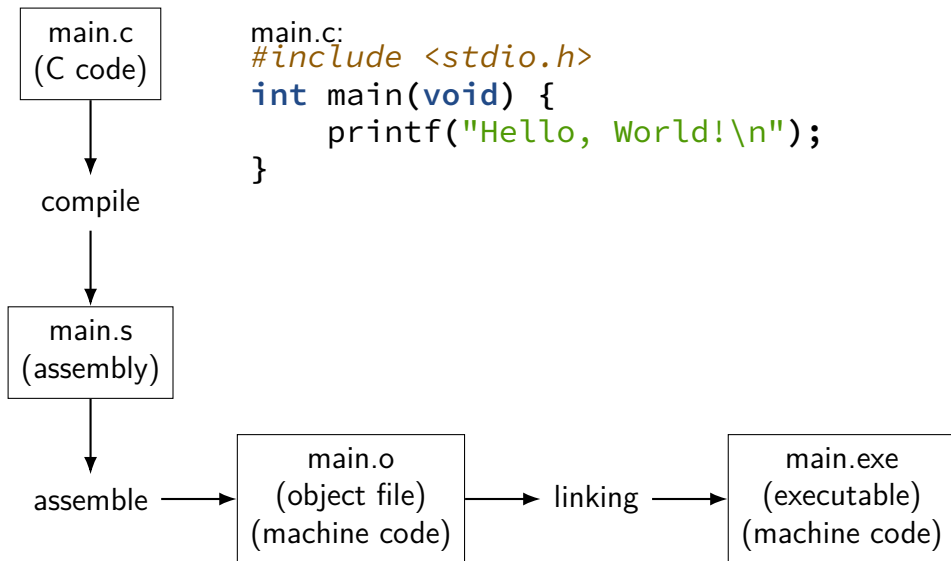 main.c
(C code)
main.c:
#include <stdio.h>
int main(void) {
    printf("Hello, World!\n");
}
compile
main.s
(assembly)
assemble
main.o
(object file)
(machine code)
linking
main.exe
(executable)
(machine code)